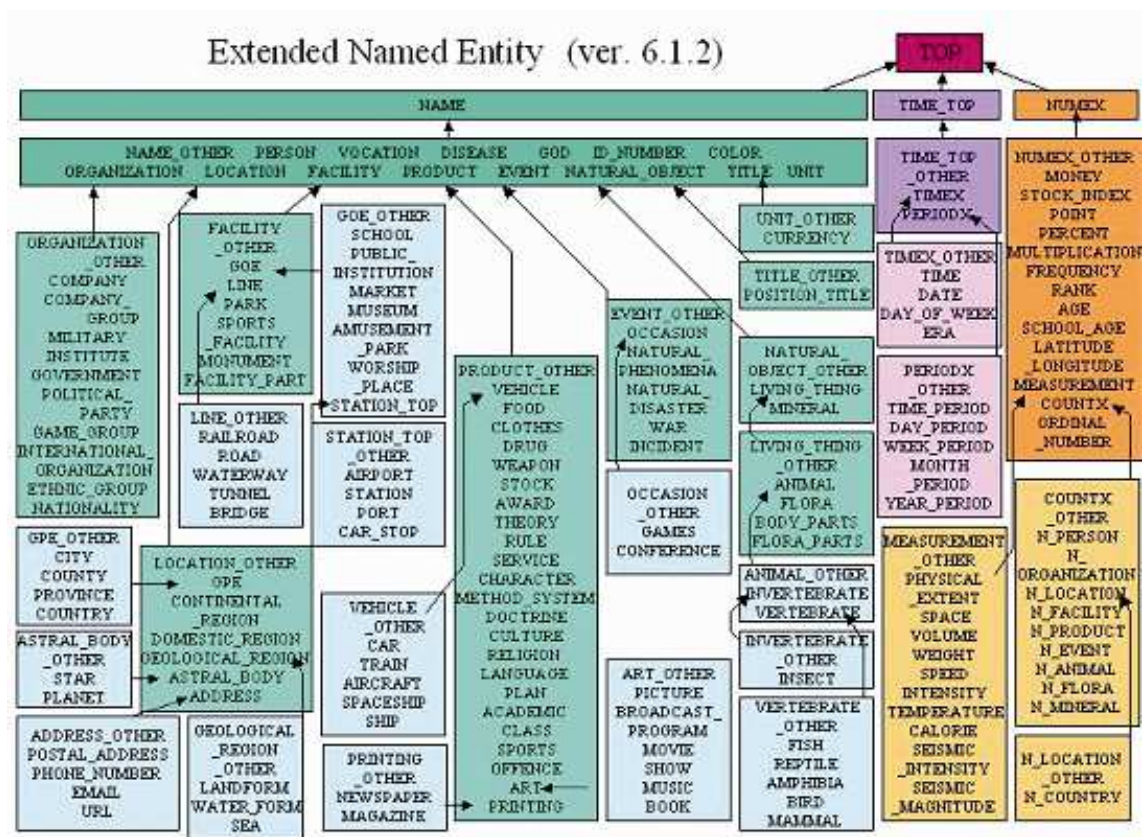 Extended Named Entity (ver. 6.1.2)
TOP
NAME
TIME_TOP
NUMEX
NAME_OTHER PERSON VOCATION DISEASE GOD ID_NUMBER COLOR
ORGANIZATION LOCATION FACILITY PRODUCT EVENT NATURAL_OBJECT TITLE UNIT
ORGANIZATION
_OTHER
COMPANY
COMPANY_
GROUP
MILITARY
INSTITUTE
GOVERNMENT
POLITICAL_
PARTY
GAME_GROUP
INTERNATIONAL_
ORGANIZATION
ETHNIC_GROUP
NATIONALITY
GPE_OTHER
CITY
COUNTY
PROVINCE
COUNTRY
ASTRAL_BODY
_OTHER
STAR
PLANET
ADDRESS_OTHER
POSTAL_ADDRESS
PHONE_NUMBER
EMAIL
URL
FACILITY
_OTHER
GOE
LINE
PARK
SPORTS
_FACILITY
MONUMENT
FACILITY_PART
LINE_OTHER
RAILROAD
ROAD
WATERWAY
TUNNEL
BRIDGE
LOCATION_OTHER
GPE
CONTINENTAL
_REGION
DOMESTIC_REGION
GEOLOGICAL_REGION
ASTRAL_BODY
ADDRESS
GEOLOGICAL
_REGION
_OTHER
LANDFORM
WATER_FORM
SEA
GOE_OTHER
SCHOOL
PUBLIC_
INSTITUTION
MARKET
MUSEUM
AMUSEMENT
_PARK
WORSHIP
_PLACE
STATION_TOP
STATION_TOP
_OTHER
AIRPORT
STATION
PORT
CAR_STOP
VEHICLE
_OTHER
CAR
TRAIN
AIRCRAFT
SPACESHIP
SHIP
PRINTING
_OTHER
NEWSPAPER
MAGAZINE
PRODUCT_OTHER
VEHICLE
FOOD
CLOTHES
DRUG
WEAPON
STOCK
AWARD
THEORY
RULE
SERVICE
CHARACTER
METHOD_SYSTEM
DOCTRINE
CULTURE
RELIGION
LANGUAGE
PLAN
ACADEMIC
CLASS
SPORTS
OFFENCE
ART
PRINTING
EVENT_OTHER
OCCASION
NATURAL_
PHENOMENA
NATURAL_
DISASTER
WAR
INCIDENT
OCCASION
_OTHER
GAMES
CONFERENCE
ART_OTHER
PICTURE
BROADCAST_
PROGRAM
MOVIE
SHOW
MUSIC
BOOK
UNIT_OTHER
CURRENCY
TITLE_OTHER
POSITION_TITLE
NATURAL_
OBJECT_OTHER
LIVING_THING
MINERAL
LIVING_THING
_OTHER
ANIMAL
FLORA
BODY_PARTS
FLORA_PARTS
ANIMAL_OTHER
INVERTEBRATE
VERTEBRATE
INVERTEBRATE
_OTHER
INSECT
VERTEBRATE
_OTHER
FISH
REPTILE
AMPHIBIA
BIRD
MAMMAL
TIME_TOP
_OTHER
TIMEX
PERIODX
TIMEX_OTHER
TIME
DATE
DAY_OF_WEEK
ERA
PERIODX
_OTHER
TIME_PERIOD
DAY_PERIOD
WEEK_PERIOD
MONTH
_PERIOD
YEAR_PERIOD
MEASUREMENT
_OTHER
PHYSICAL
_EXTENT
SPACE
VOLUME
WEIGHT
SPEED
INTENSITY
TEMPERATURE
CALORIE
SEISMIC
_INTENSITY
SEISMIC
_MAGNITUDE
NUMEX_OTHER
MONEY
STOCK_INDEX
POINT
PERCENT
MULTIPLICATION
FREQUENCY
RANK
AGE
SCHOOL_AGE
LATITUDE
_LONGITUDE
MEASUREMENT
COUNTX
ORDINAL
_NUMBER
COUNTX
_OTHER
N_PERSON
N_
ORGANIZATION
N_LOCATION
N_FACILITY
N_PRODUCT
N_EVENT
N_ANIMAL
N_FLORA
N_MINERAL
N_LOCATION
_OTHER
N_COUNTRY